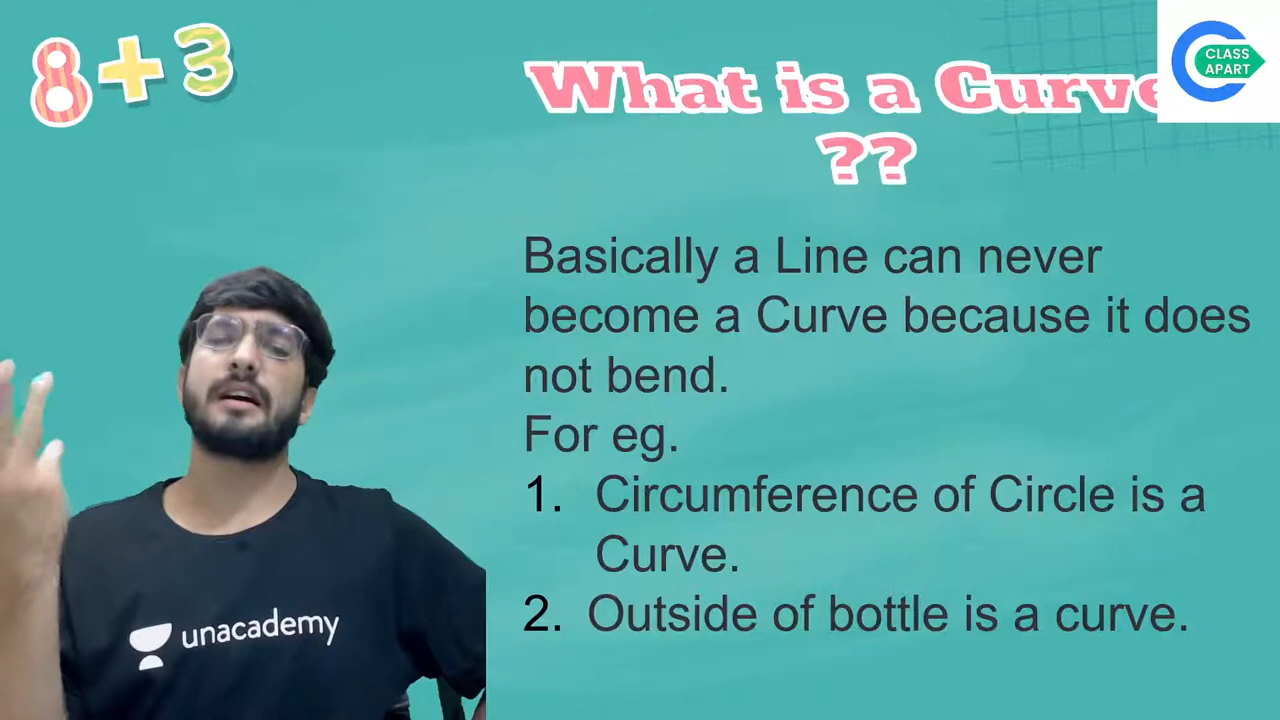 8+3
What is a Curve
??
CLASS
APART
Basically a Line can never
become a Curve because it does
not bend.
For eg.
1. Circumference of Circle is a
Curve.
2. Outside of bottle is a curve.
unacademy